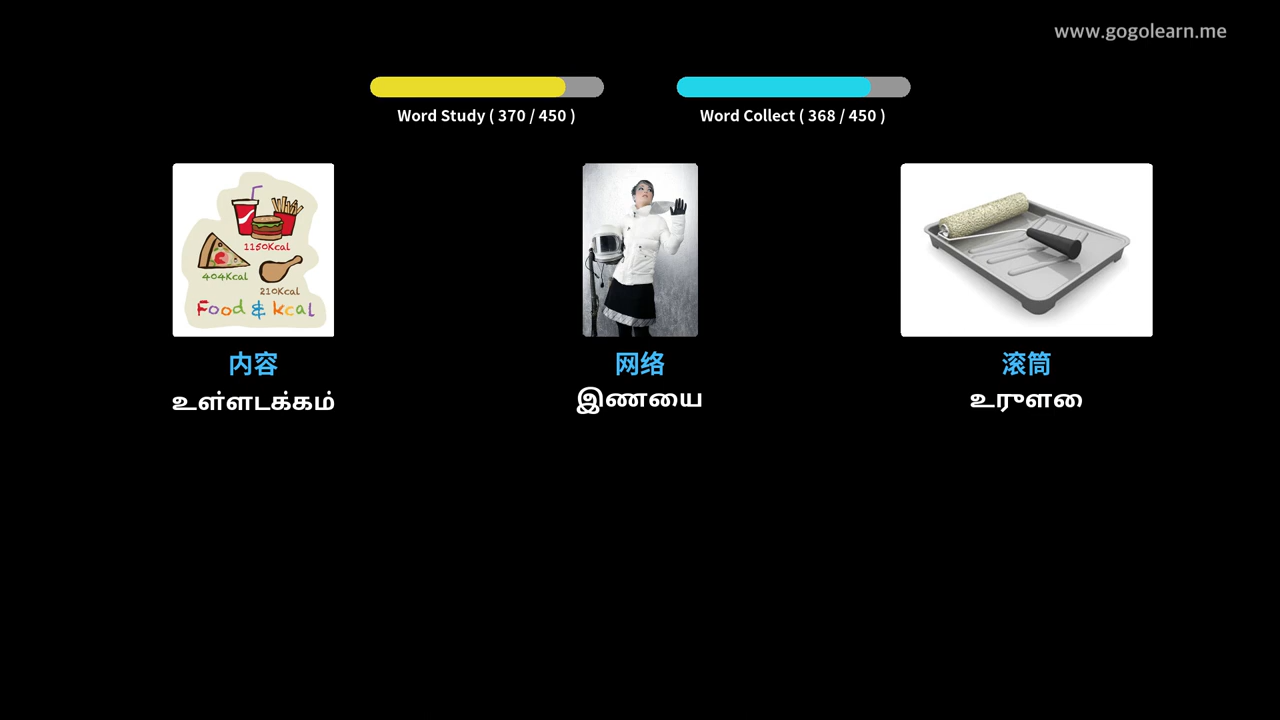 www.gogolearn.me
Word Study ( 370 / 450 )
Word Collect ( 368 / 450 )
1150Kcal
404Kcal
210Kcal
Food & kcal
内容
网络
滚筒
உள்ளடக்கம்
இணயை
உருளை